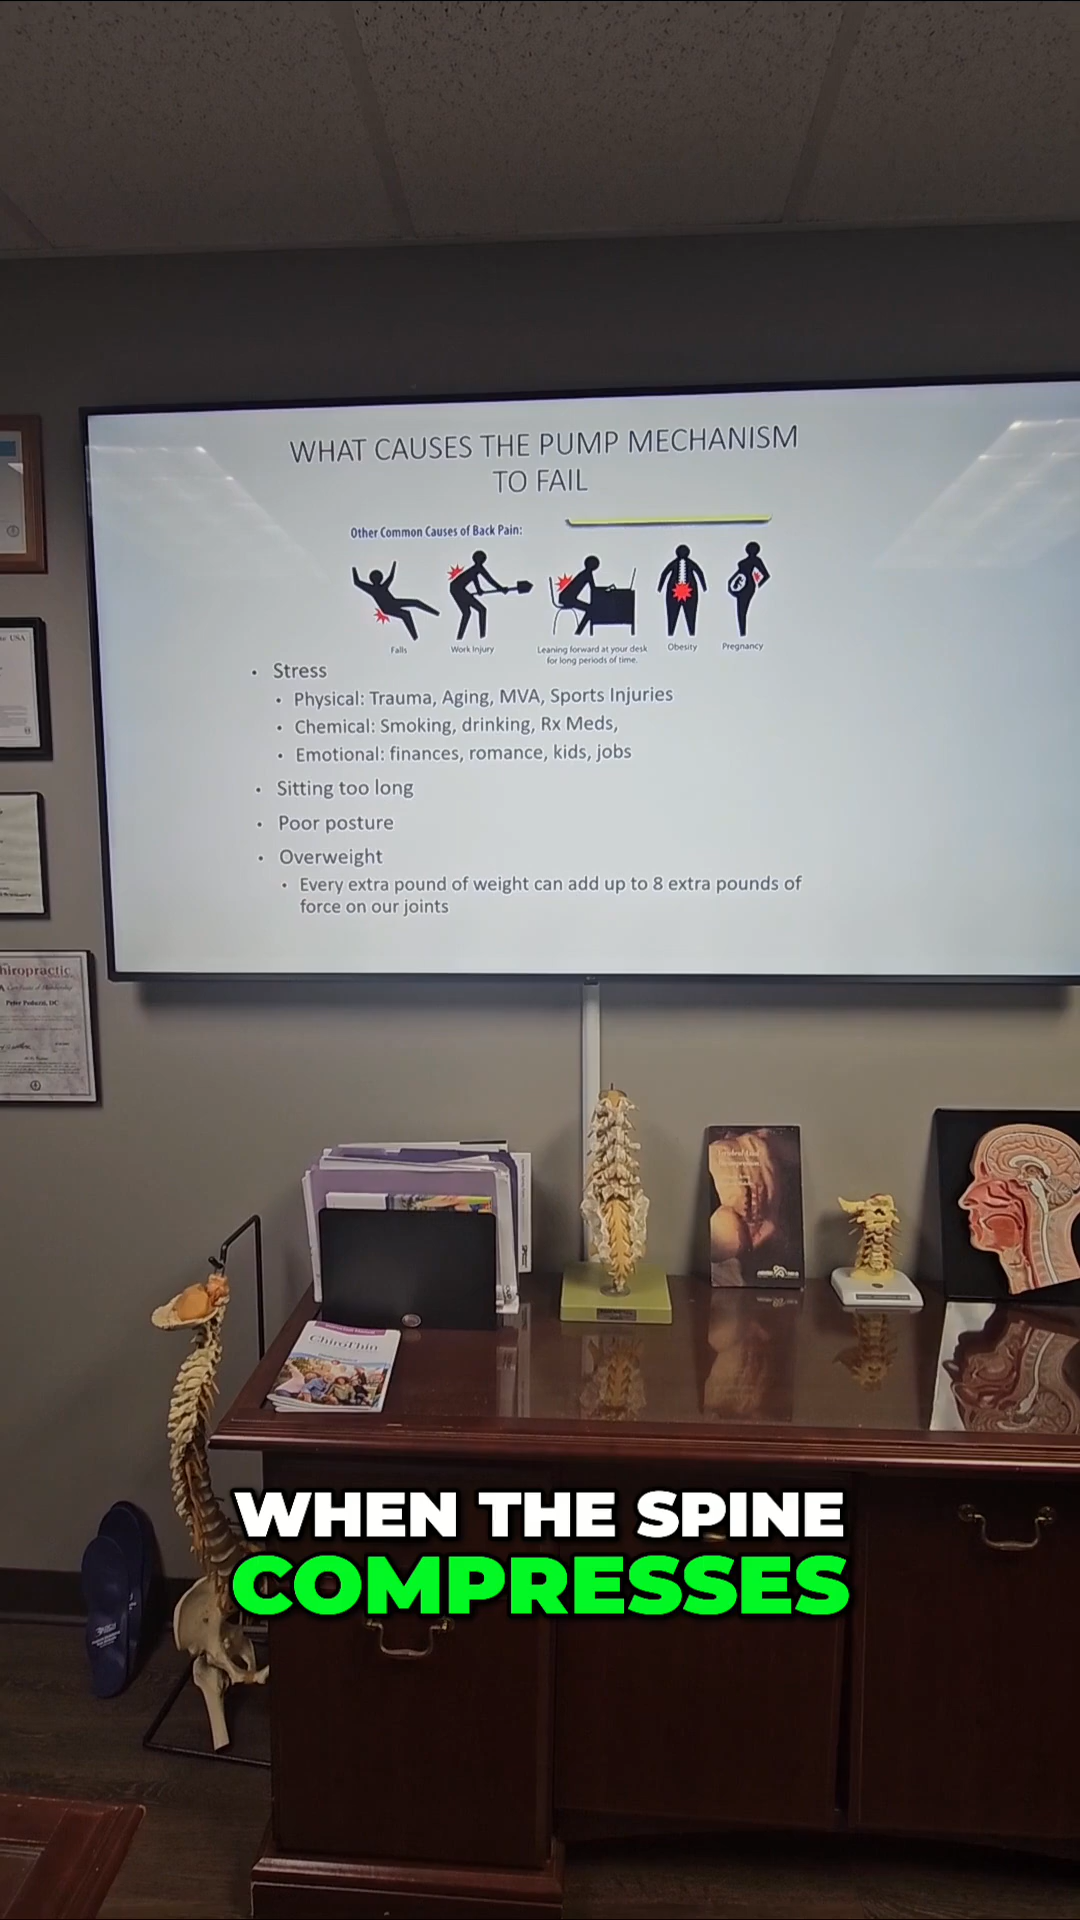 WHAT CAUSES THE PUMP MECHANISM
TO FAIL
Other Common Causes of Back Pain:
Falls
Work Injury
Leaning forward at your desk
for long periods of time.
Obesity
Pregnancy
• Stress
• Physical: Trauma, Aging, MVA, Sports Injuries
• Chemical: Smoking, drinking, Rx Meds,
• Emotional: finances, romance, kids, jobs
• Sitting too long
• Poor posture
• Overweight
• Every extra pound of weight can add up to 8 extra pounds of
force on our joints
USA
hiropractic
ChiroThin
WHEN THE SPINE
COMPRESSES